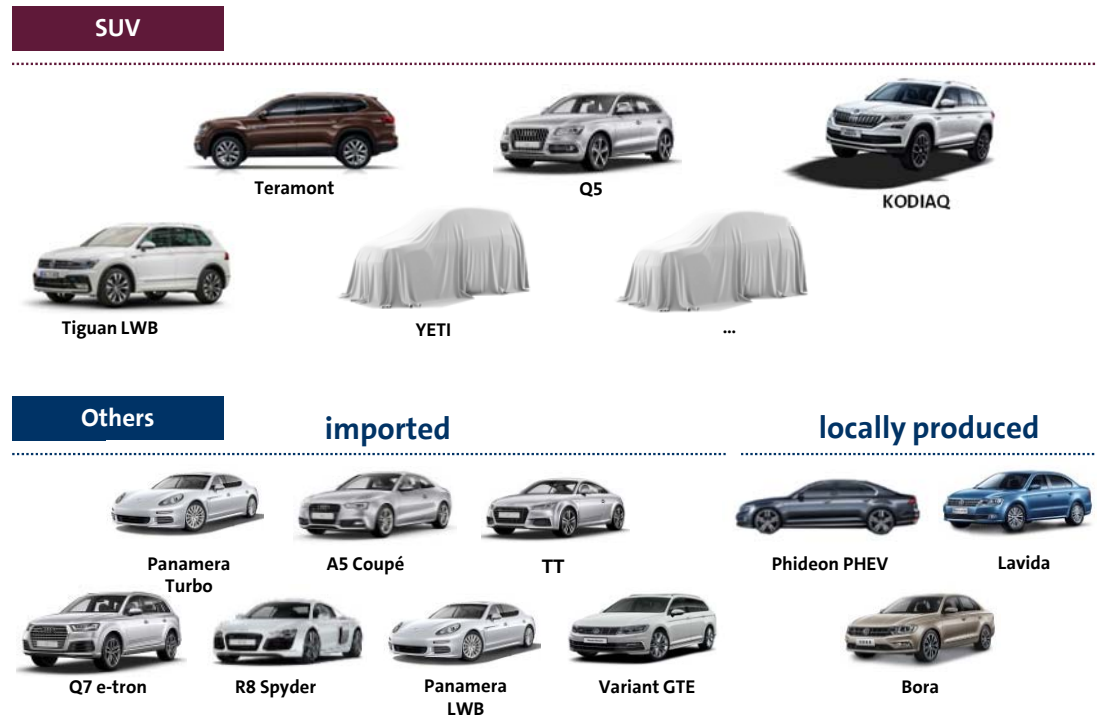 SUV
Teramont
Q5
KODIAQ
Tiguan LWB
YETI
...
Others
imported
locally produced
Panamera
Turbo
A5 Coupé
TT
Phideon PHEV
Lavida
Q7 e-tron
R8 Spyder
Panamera
LWB
Variant GTE
Bora